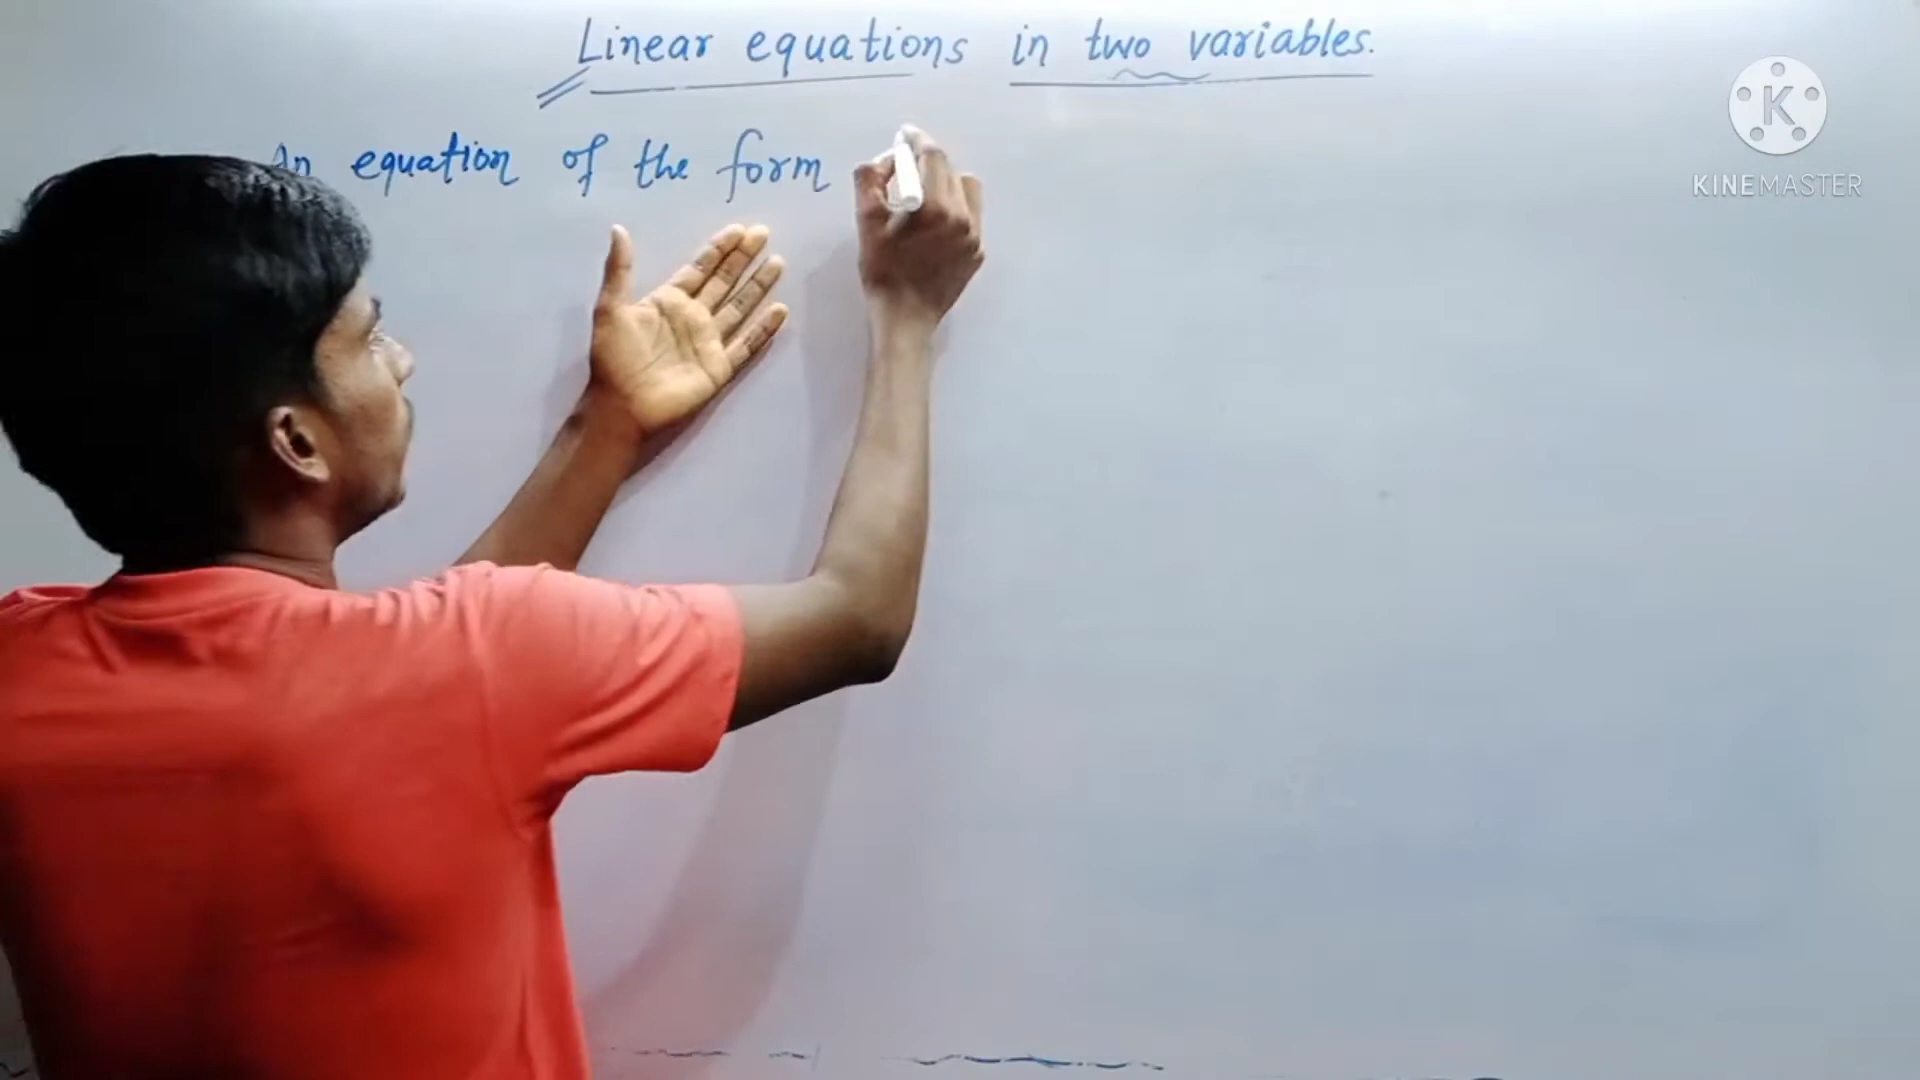 Linear equations in two variables.
An equation of the form
K
KINEMASTER